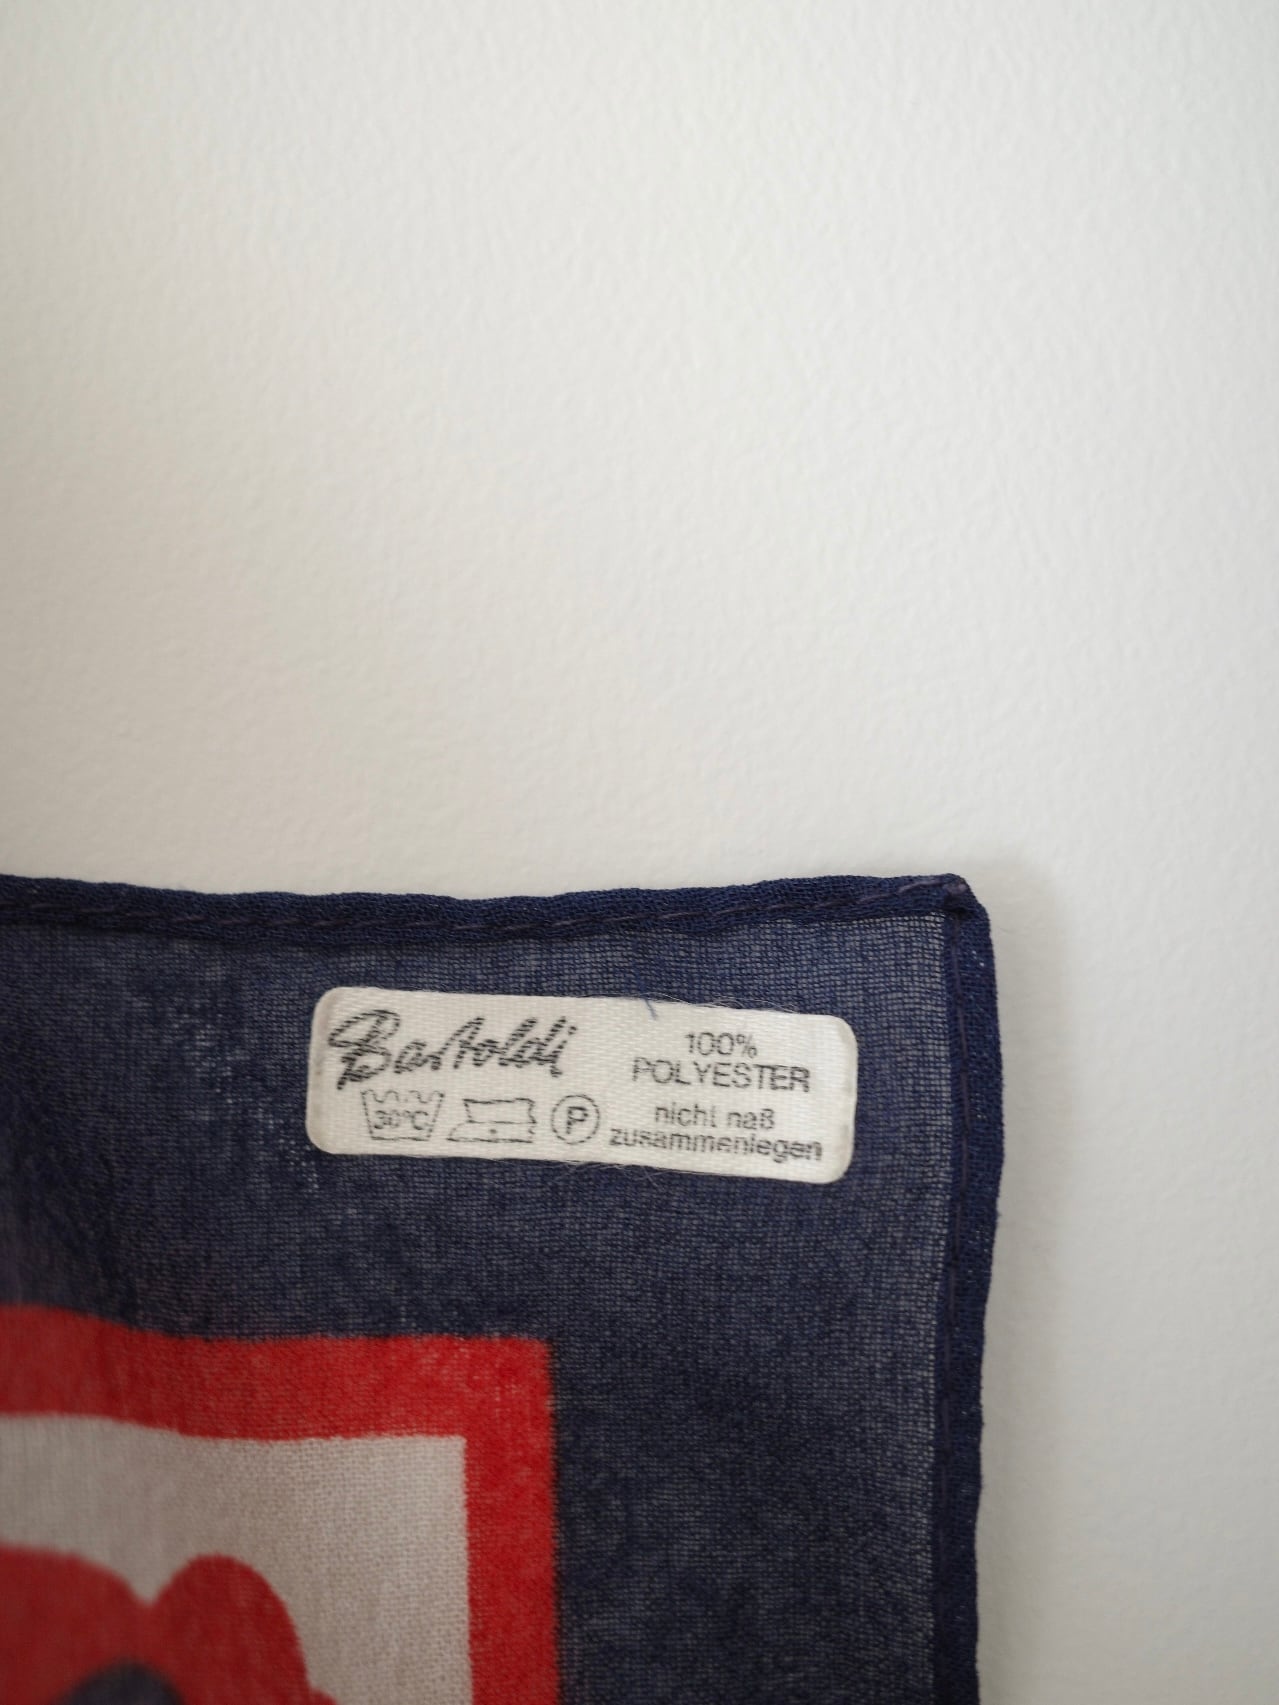 Bartoldi
30°C P
100%
POLYESTER
nicht naß
zusammenlegen